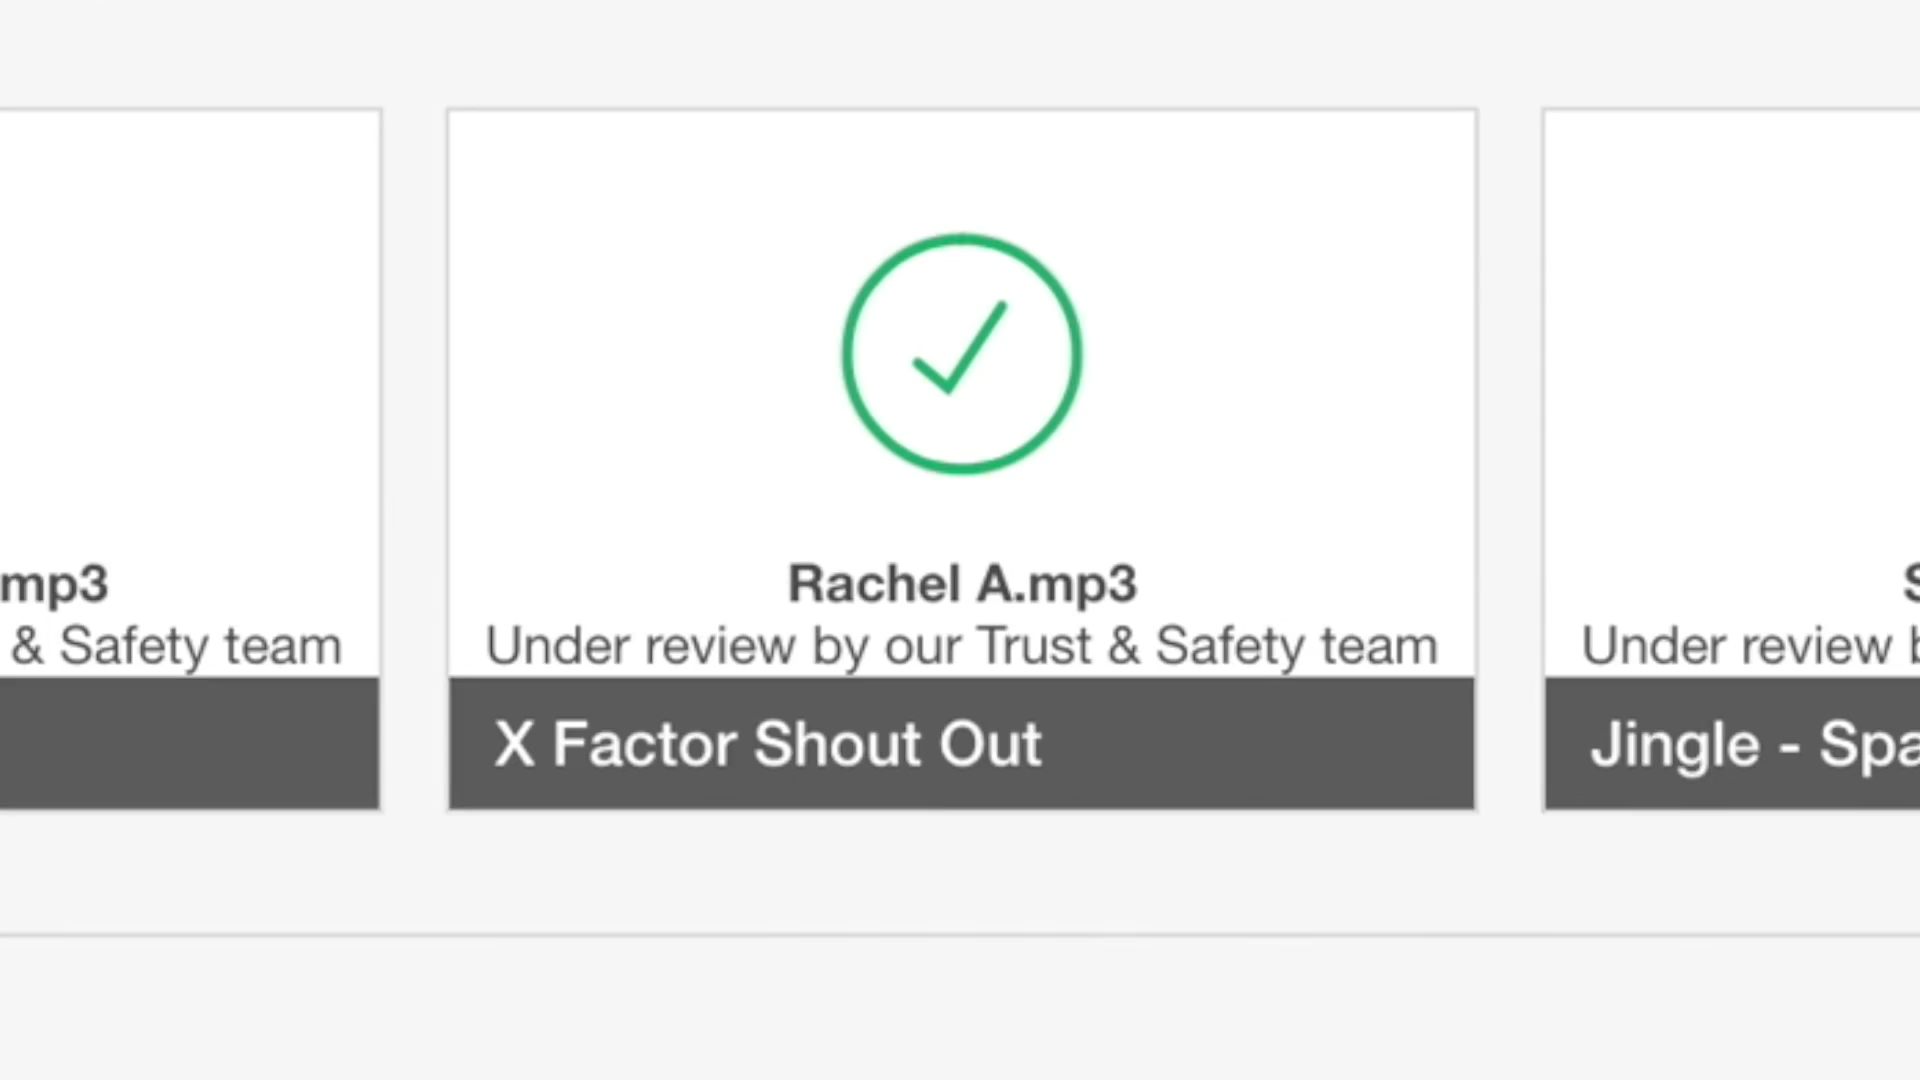 mp3
& Safety team
Rachel A.mp3
Under review by our Trust & Safety team
X Factor Shout Out
S
Under review b
Jingle - Spa